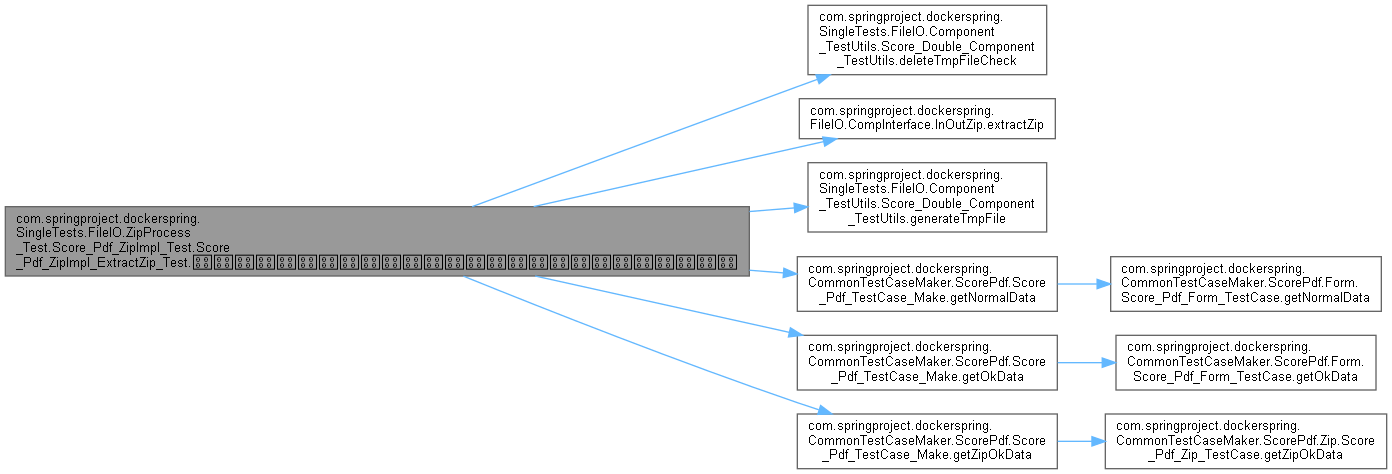 com.springproject.dockerspring.
SingleTests.FileIO.Component
_TestUtils.Score_Double_Component
_TestUtils.deleteTmpFileCheck
com.springproject.dockerspring.
FileIO.CompInterface.InOutZip.extractZip
com.springproject.dockerspring.
SingleTests.FileIO.Component
_TestUtils.Score_Double_Component
_TestUtils.generateTmpFile
com.springproject.dockerspring.
SingleTests.FileIO.ZipProcess
_Test.Score_Pdf_ZipImpl_Test.Score
_Pdf_ZipImpl_ExtractZip_Test.
com.springproject.dockerspring.
CommonTestCaseMaker.ScorePdf.Score
_Pdf_TestCase_Make.getNormalData
com.springproject.dockerspring.
CommonTestCaseMaker.ScorePdf.Form.
Score_Pdf_Form_TestCase.getNormalData
com.springproject.dockerspring.
CommonTestCaseMaker.ScorePdf.Score
_Pdf_TestCase_Make.getOkData
com.springproject.dockerspring.
CommonTestCaseMaker.ScorePdf.Form.
Score_Pdf_Form_TestCase.getOkData
com.springproject.dockerspring.
CommonTestCaseMaker.ScorePdf.Score
_Pdf_TestCase_Make.getZipOkData
com.springproject.dockerspring.
CommonTestCaseMaker.ScorePdf.Zip.Score
_Pdf_Zip_TestCase.getZipOkData